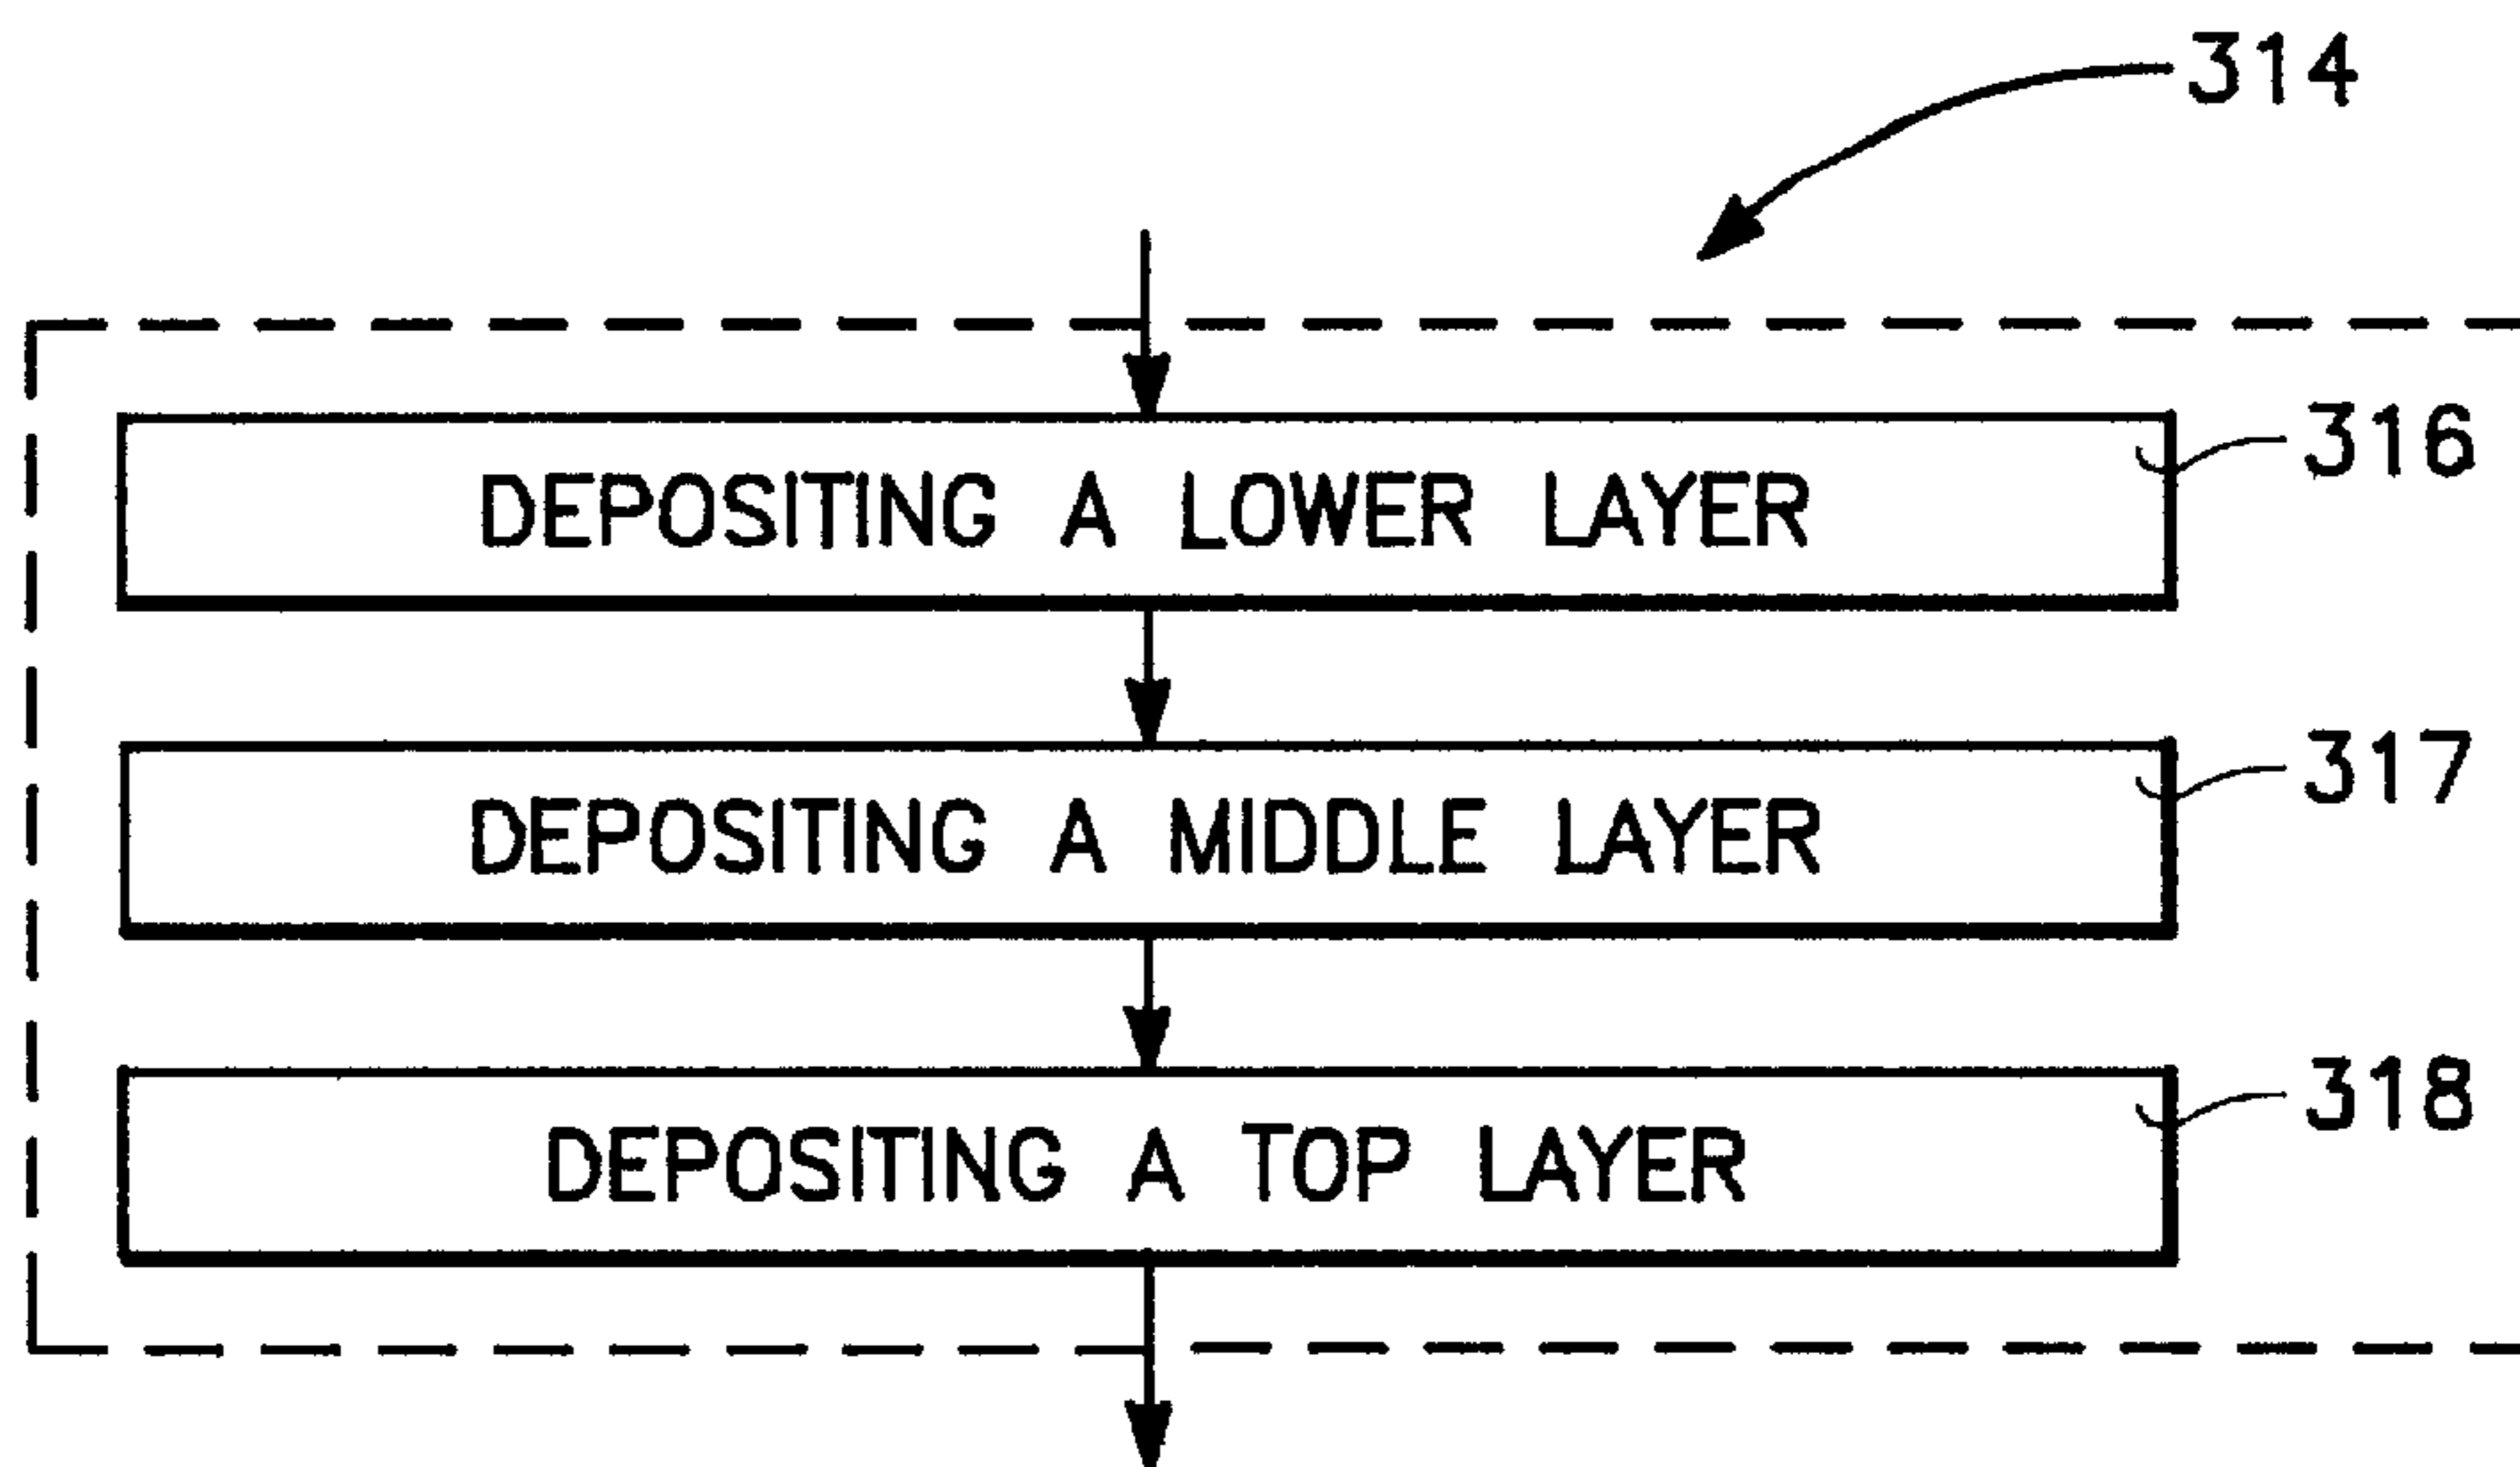 314
316
DEPOSITING A LOWER LAYER
317
DEPOSITING A MIDDLE LAYER
318
DEPOSITING A TOP LAYER